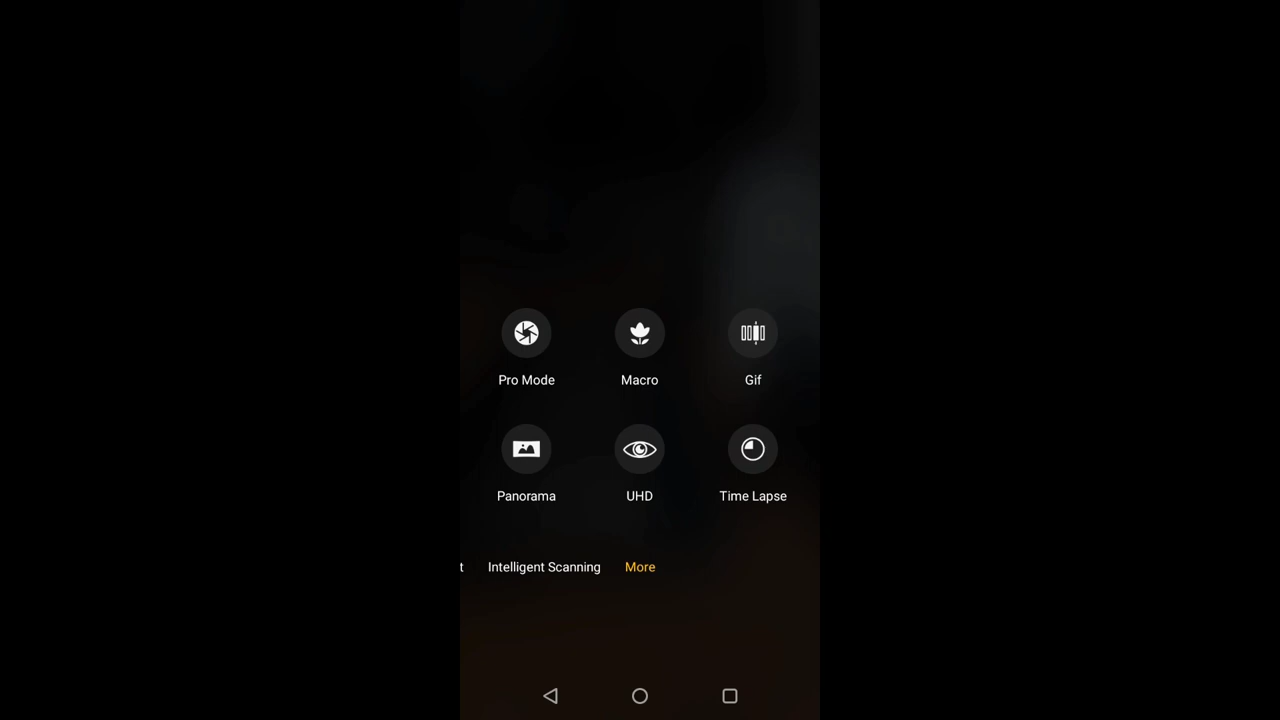 Pro Mode Macro Gif
Panorama UHD Time Lapse
t Intelligent Scanning More